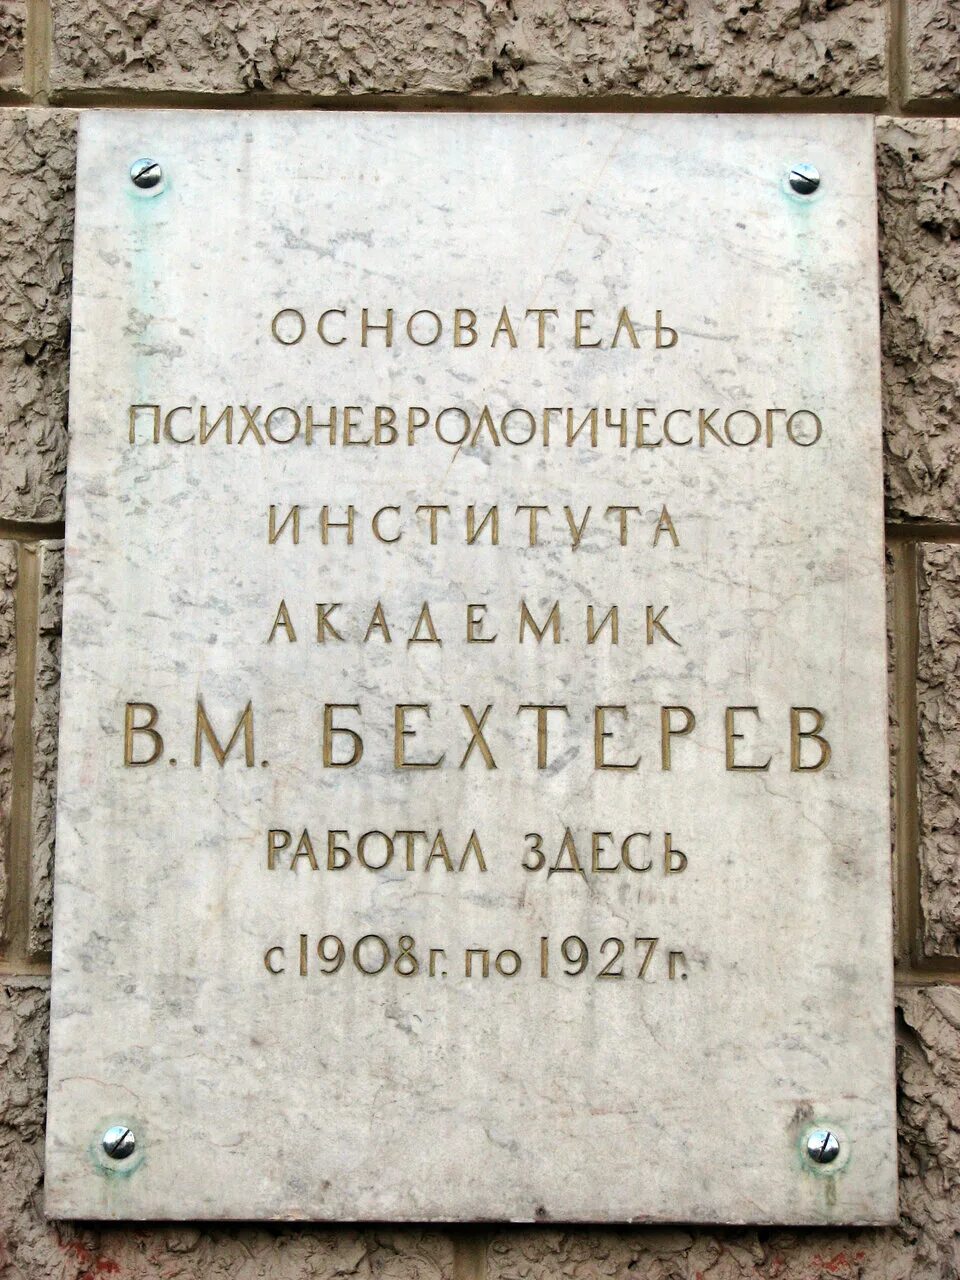 ОСНОВАТЕЛЬ
ПСИХОНЕВРОЛОГИЧЕСКОГО
ИНСТИТУТА
АКАДЕМИК
В.М. БЕХТЕРЕВ
РАБОТАЛ ЗДЕСЬ
с 1908 г. по 1927 г.